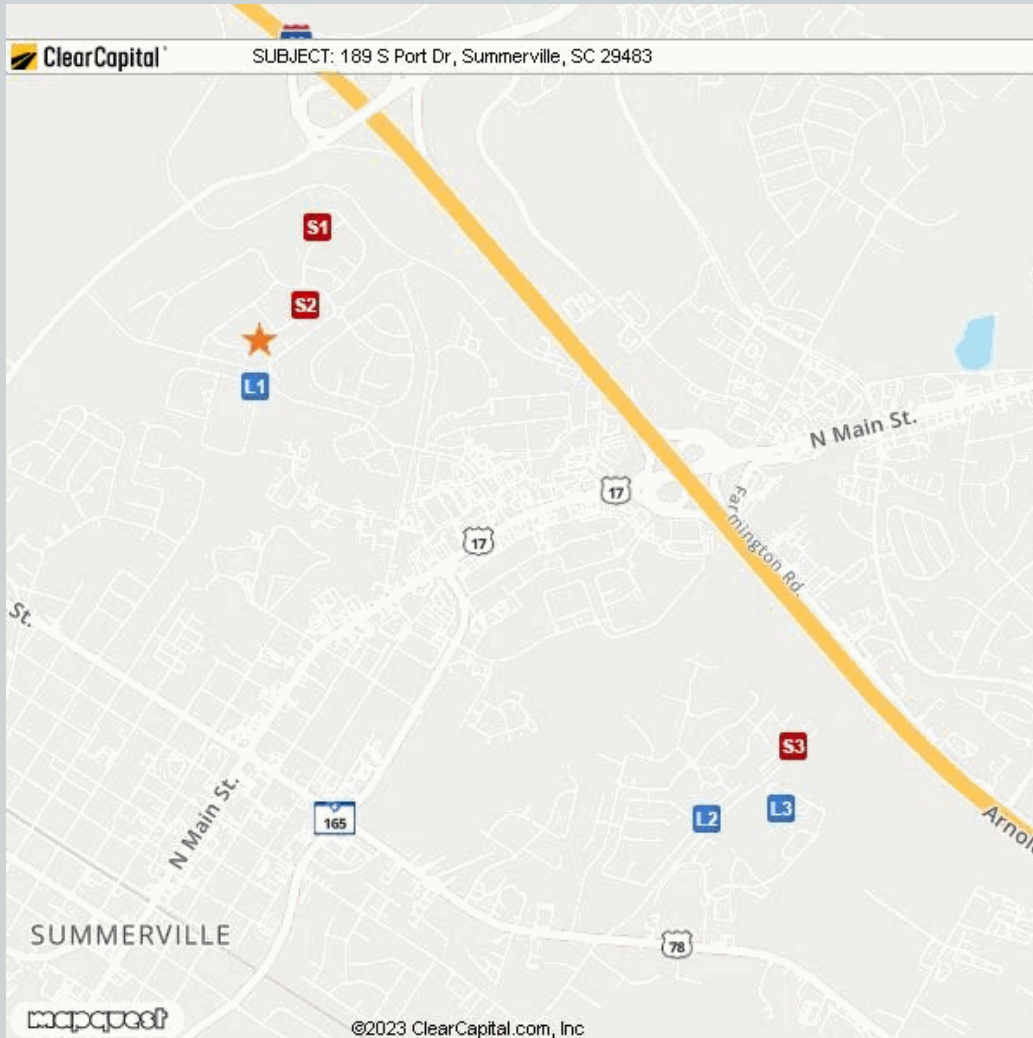 ClearCapital
SUBJECT: 189 S Port Dr, Summerville, SC 29483
S1
S2
L1
N Main St.
17
Farmington Rd.
17
St.
S3
L3
L2
165
N Main St.
Arnol
SUMMERVILLE
78
mapquest
©2023 ClearCapital.com, Inc